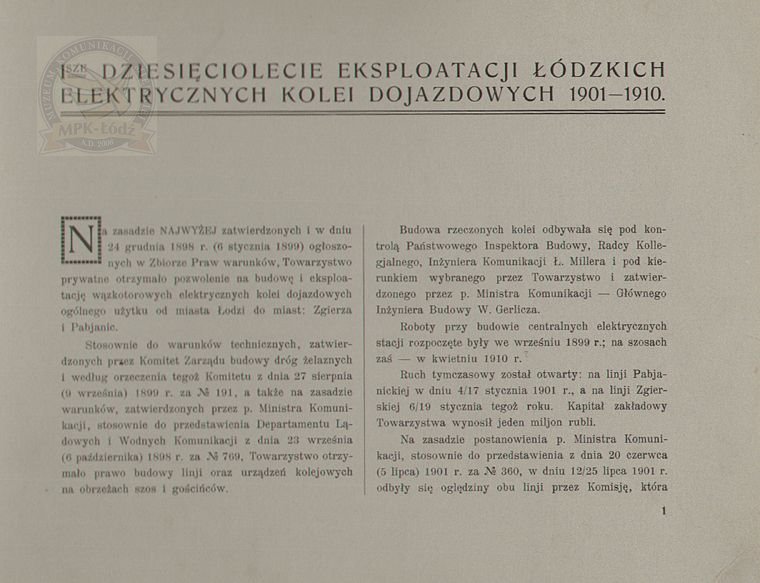 MUZEUM KOMUNIKACJI
MPK-Łódź
A.D. 2006
Isze DZIESIĘCIOLECIE EKSPLOATACJI ŁÓDZKICH
ELEKTRYCZNYCH KOLEI DOJAZDOWYCH 1901—1910.
Na zasadzie NAJWYŻEJ zatwierdzonych i w dniu
24 grudnia 1898 r. (6 stycznia 1899) ogłoszo-
nych w Zbiorze Praw warunków, Towarzystwo
prywatne otrzymało pozwolenie na budowę i eksploa-
tację wązkotorowych elektrycznych kolei dojazdowych
ogólnego użytku od miasta Łodzi do miast: Zgierza
i Pabjanic.
Stosownie do warunków technicznych, zatwier-
dzonych przez Komitet Zarządu budowy dróg żelaznych
i według orzeczenia tegoż Komitetu z dnia 27 sierpnia
(9 września) 1899 r. za № 191, a także na zasadzie
warunków, zatwierdzonych przez p. Ministra Komuni-
kacji, stosownie do przedstawienia Departamentu Lą-
dowych i Wodnych Komunikacji z dnia 23 września
(6 października) 1898 r. za № 769, Towarzystwo otrzy-
mało prawo budowy linji oraz urządzeń kolejowych
na obrzeżach szos i gościńców.
Budowa rzeczonych kolei odbywała się pod kon-
trolą Państwowego Inspektora Budowy, Radcy Kolle-
gjalnego, Inżyniera Komunikacji Ł. Millera i pod kie-
runkiem wybranego przez Towarzystwo i zatwier-
dzonego przez p. Ministra Komunikacji — Głównego
Inżyniera Budowy W. Gerlicza.
Roboty przy budowie centralnych elektrycznych
stacji rozpoczęte były we wrześniu 1899 r.; na szosach
zaś — w kwietniu 1910 r.
Ruch tymczasowy został otwarty: na linji Pabja-
nickiej w dniu 4/17 stycznia 1901 r., a na linji Zgier-
skiej 6/19 stycznia tegoż roku. Kapitał zakładowy
Towarzystwa wynosił jeden miljon rubli.
Na zasadzie postanowienia p. Ministra Komuni-
kacji, stosownie do przedstawienia z dnia 20 czerwca
(5 lipca) 1901 r. za № 360, w dniu 12/25 lipca 1901 r.
odbyły się oględziny obu linji przez Komisję, która
1